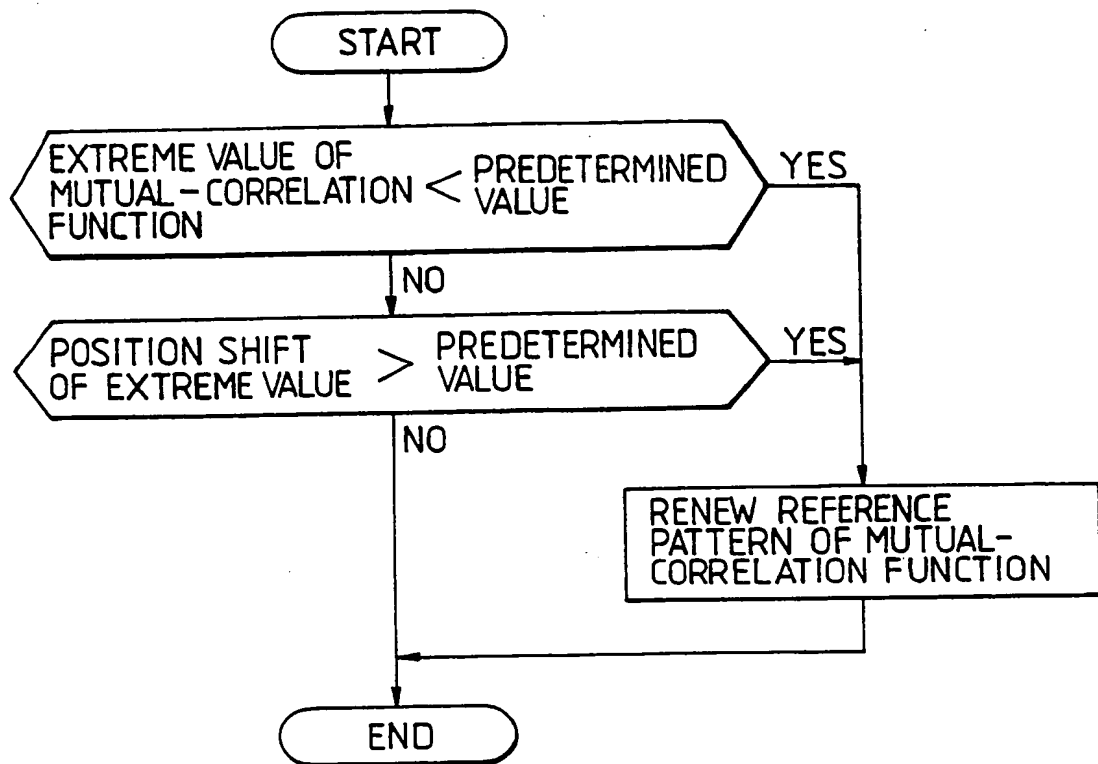 START
EXTREME VALUE OF
MUTUAL-CORRELATION
FUNCTION
<
PREDETERMINED
VALUE
YES
NO
POSITION SHIFT
OF EXTREME VALUE
>
PREDETERMINED
VALUE
YES
NO
RENEW REFERENCE
PATTERN OF MUTUAL-
CORRELATION FUNCTION
END